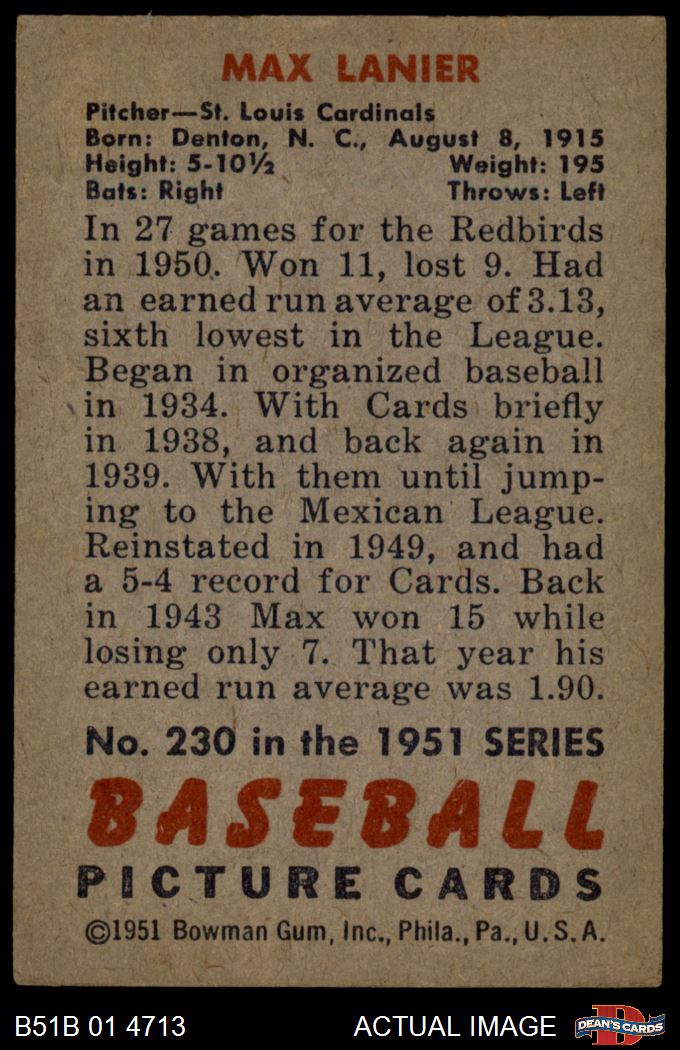 MAX LANIER
Pitcher—St. Louis Cardinals
Born: Denton, N. C., August 8, 1915
Height: 5-10½ Weight: 195
Bats: Right Throws: Left
In 27 games for the Redbirds
in 1950. Won 11, lost 9. Had
an earned run average of 3.13,
sixth lowest in the League.
Began in organized baseball
in 1934. With Cards briefly
in 1938, and back again in
1939. With them until jump-
ing to the Mexican League.
Reinstated in 1949, and had
a 5-4 record for Cards. Back
in 1943 Max won 15 while
losing only 7. That year his
earned run average was 1.90.
No. 230 in the 1951 SERIES
BASEBALL
PICTURE CARDS
©1951 Bowman Gum, Inc., Phila., Pa., U. S. A.
B51B 01 4713 ACTUAL IMAGE D DEAN'S CARDS